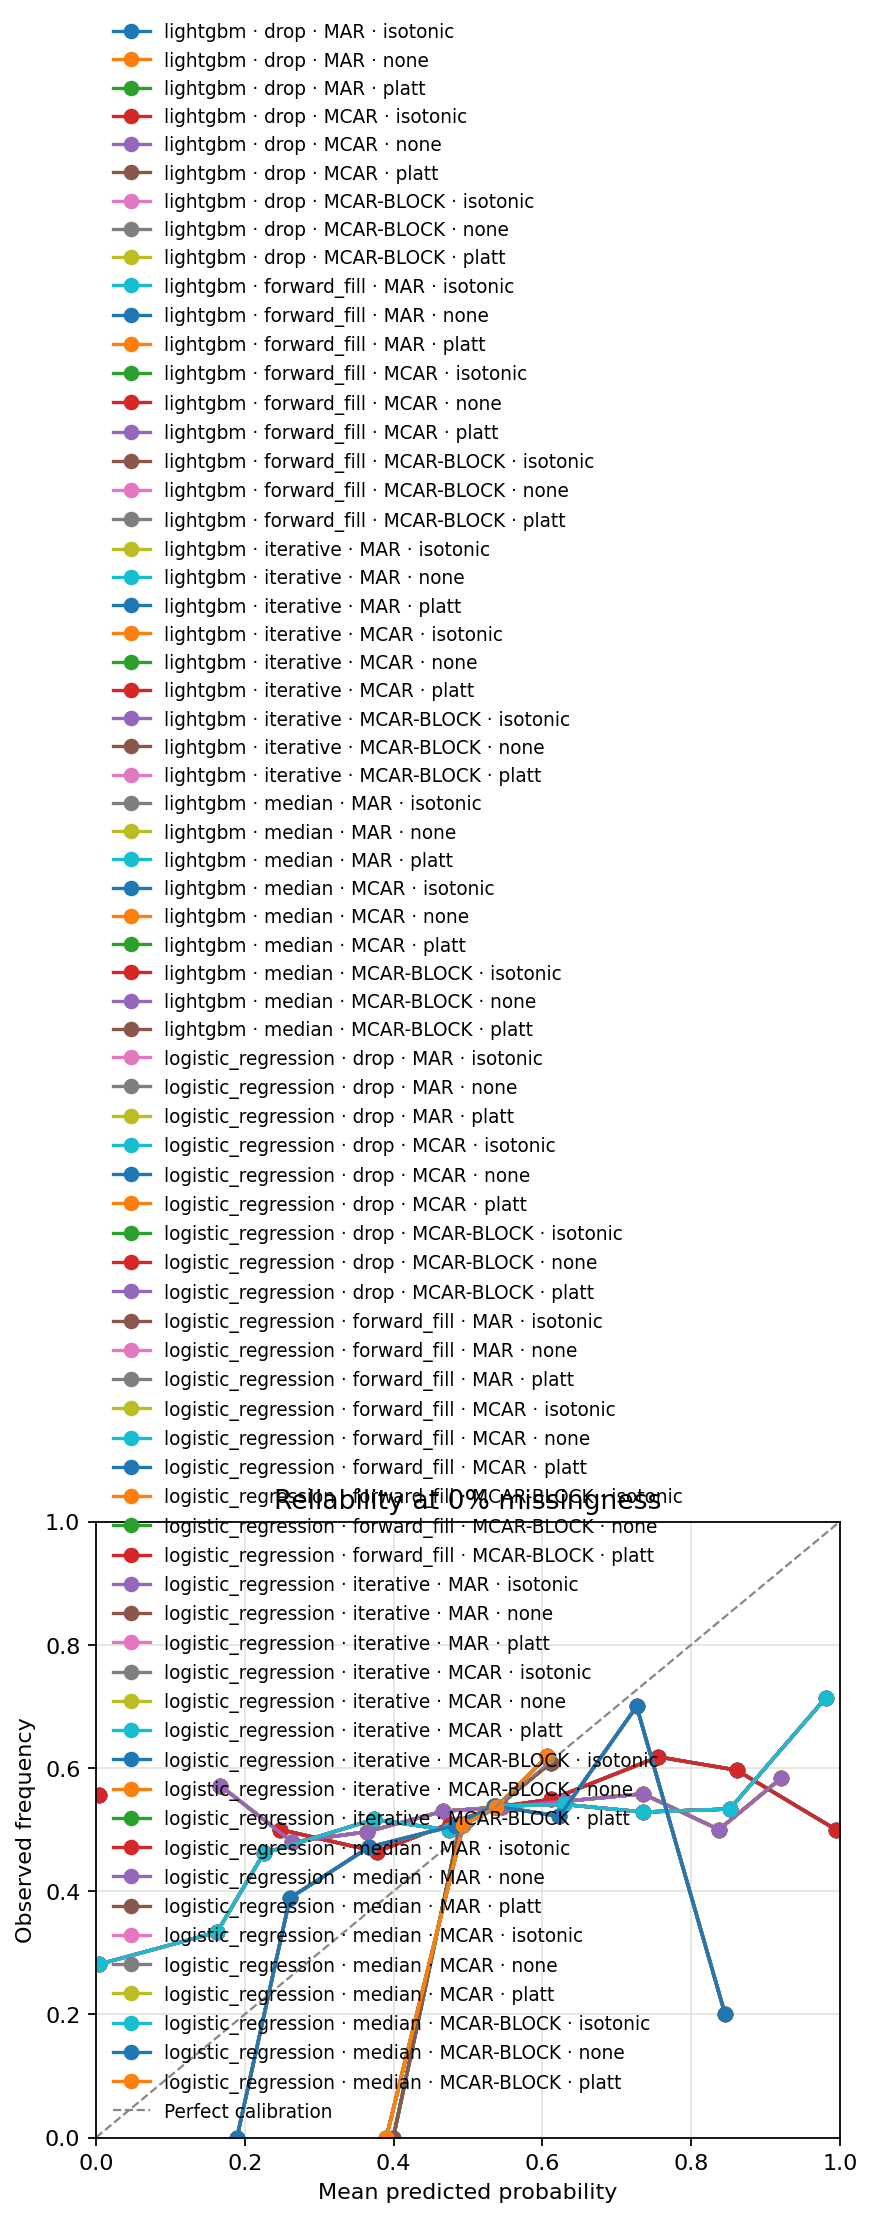 lightgbm · drop · MAR · isotonic
lightgbm · drop · MAR · none
lightgbm · drop · MAR · platt
lightgbm · drop · MCAR · isotonic
lightgbm · drop · MCAR · none
lightgbm · drop · MCAR · platt
lightgbm · drop · MCAR-BLOCK · isotonic
lightgbm · drop · MCAR-BLOCK · none
lightgbm · drop · MCAR-BLOCK · platt
lightgbm · forward_fill · MAR · isotonic
lightgbm · forward_fill · MAR · none
lightgbm · forward_fill · MAR · platt
lightgbm · forward_fill · MCAR · isotonic
lightgbm · forward_fill · MCAR · none
lightgbm · forward_fill · MCAR · platt
lightgbm · forward_fill · MCAR-BLOCK · isotonic
lightgbm · forward_fill · MCAR-BLOCK · none
lightgbm · forward_fill · MCAR-BLOCK · platt
lightgbm · iterative · MAR · isotonic
lightgbm · iterative · MAR · none
lightgbm · iterative · MAR · platt
lightgbm · iterative · MCAR · isotonic
lightgbm · iterative · MCAR · none
lightgbm · iterative · MCAR · platt
lightgbm · iterative · MCAR-BLOCK · isotonic
lightgbm · iterative · MCAR-BLOCK · none
lightgbm · iterative · MCAR-BLOCK · platt
lightgbm · median · MAR · isotonic
lightgbm · median · MAR · none
lightgbm · median · MAR · platt
lightgbm · median · MCAR · isotonic
lightgbm · median · MCAR · none
lightgbm · median · MCAR · platt
lightgbm · median · MCAR-BLOCK · isotonic
lightgbm · median · MCAR-BLOCK · none
lightgbm · median · MCAR-BLOCK · platt
logistic_regression · drop · MAR · isotonic
logistic_regression · drop · MAR · none
logistic_regression · drop · MAR · platt
logistic_regression · drop · MCAR · isotonic
logistic_regression · drop · MCAR · none
logistic_regression · drop · MCAR · platt
logistic_regression · drop · MCAR-BLOCK · isotonic
logistic_regression · drop · MCAR-BLOCK · none
logistic_regression · drop · MCAR-BLOCK · platt
logistic_regression · forward_fill · MAR · isotonic
logistic_regression · forward_fill · MAR · none
logistic_regression · forward_fill · MAR · platt
logistic_regression · forward_fill · MCAR · isotonic
logistic_regression · forward_fill · MCAR · none
logistic_regression · forward_fill · MCAR · platt
logistic_regression · forward_fill · MCAR-BLOCK · isotonic
Reliability at 0% missingness
logistic_regression · forward_fill · MCAR-BLOCK · none
logistic_regression · forward_fill · MCAR-BLOCK · platt
logistic_regression · iterative · MAR · isotonic
logistic_regression · iterative · MAR · none
logistic_regression · iterative · MAR · platt
logistic_regression · iterative · MCAR · isotonic
logistic_regression · iterative · MCAR · none
logistic_regression · iterative · MCAR · platt
logistic_regression · iterative · MCAR-BLOCK · isotonic
logistic_regression · iterative · MCAR-BLOCK · none
logistic_regression · iterative · MCAR-BLOCK · platt
logistic_regression · median · MAR · isotonic
logistic_regression · median · MAR · none
logistic_regression · median · MAR · platt
logistic_regression · median · MCAR · isotonic
logistic_regression · median · MCAR · none
logistic_regression · median · MCAR · platt
logistic_regression · median · MCAR-BLOCK · isotonic
logistic_regression · median · MCAR-BLOCK · none
logistic_regression · median · MCAR-BLOCK · platt
Perfect calibration
Observed frequency
1.0
0.8
0.6
0.4
0.2
0.0
0.0 0.2 0.4 0.6 0.8 1.0
Mean predicted probability